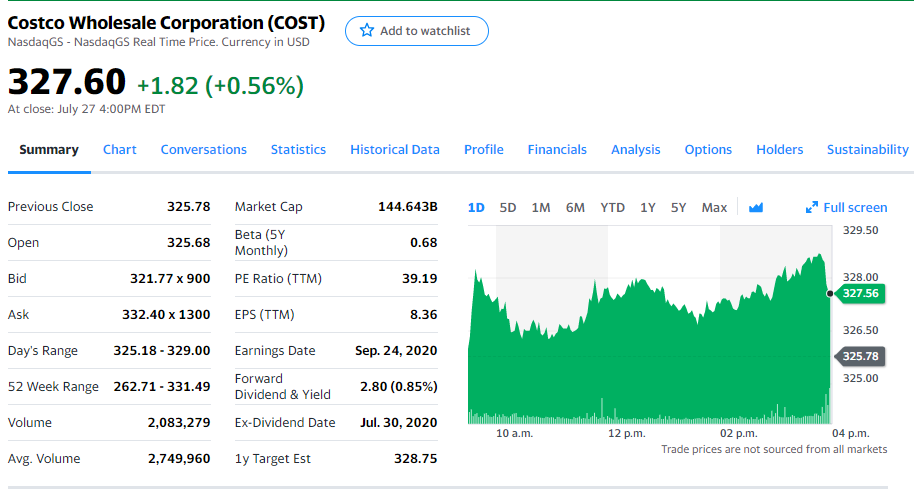 Costco Wholesale Corporation (COST)
NasdaqGS - NasdaqGS Real Time Price. Currency in USD
Add to watchlist
327.60 +1.82 (+0.56%)
At close: July 27 4:00PM EDT
Summary Chart Conversations Statistics Historical Data Profile Financials Analysis Options Holders Sustainability
Previous Close 325.78
Open 325.68
Bid 321.77 x 900
Ask 332.40 x 1300
Day's Range 325.18 - 329.00
52 Week Range 262.71 - 331.49
Volume 2,083,279
Avg. Volume 2,749,960
Market Cap 144.643B
Beta (5Y
Monthly) 0.68
PE Ratio (TTM) 39.19
EPS (TTM) 8.36
Earnings Date Sep. 24, 2020
Forward
Dividend & Yield 2.80 (0.85%)
Ex-Dividend Date Jul. 30, 2020
1y Target Est 328.75
1D 5D 1M 6M YTD 1Y 5Y Max Full screen
329.50
328.00
327.56
326.50
325.78
325.00
10 a.m. 12 p.m. 02 p.m. 04 p.m.
Trade prices are not sourced from all markets